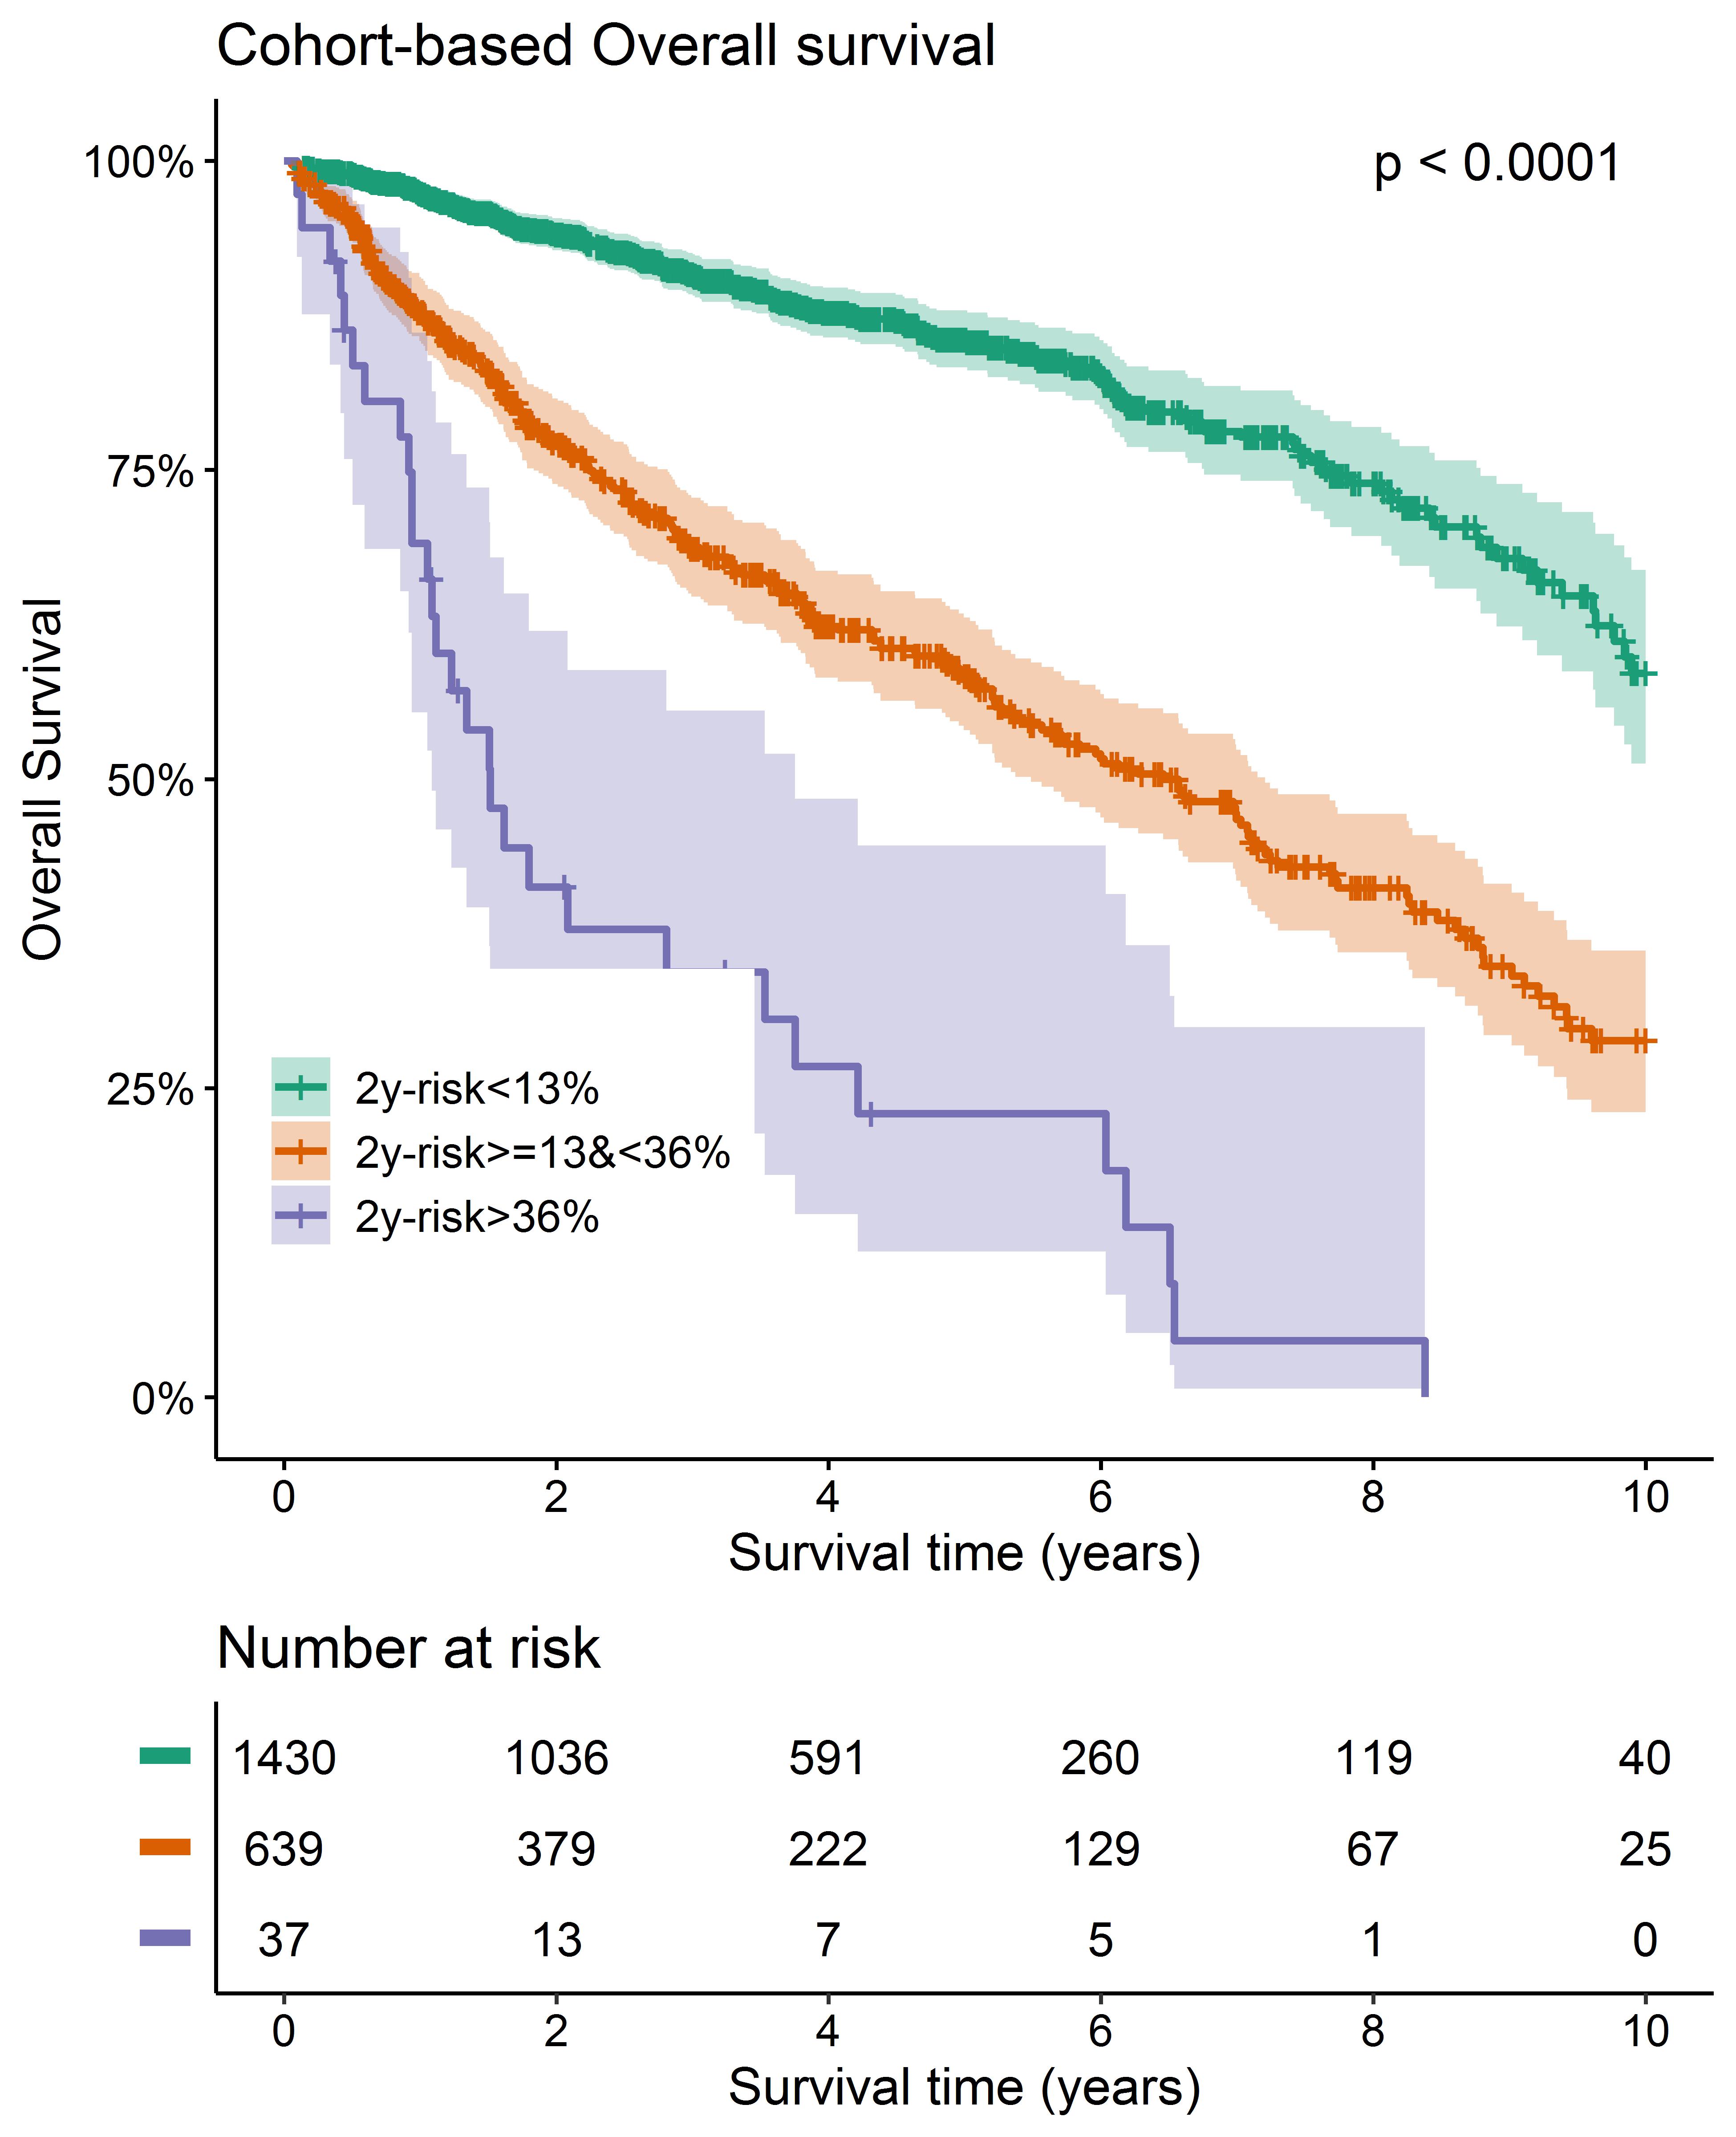 Cohort-based Overall survival
p < 0.0001
100%
75%
50%
25%
0%
Overall Survival
2y-risk<13%
2y-risk>=13&<36%
2y-risk>36%
0 2 4 6 8 10
Survival time (years)
Number at risk
1430 1036 591 260 119 40
639 379 222 129 67 25
37 13 7 5 1 0
0 2 4 6 8 10
Survival time (years)